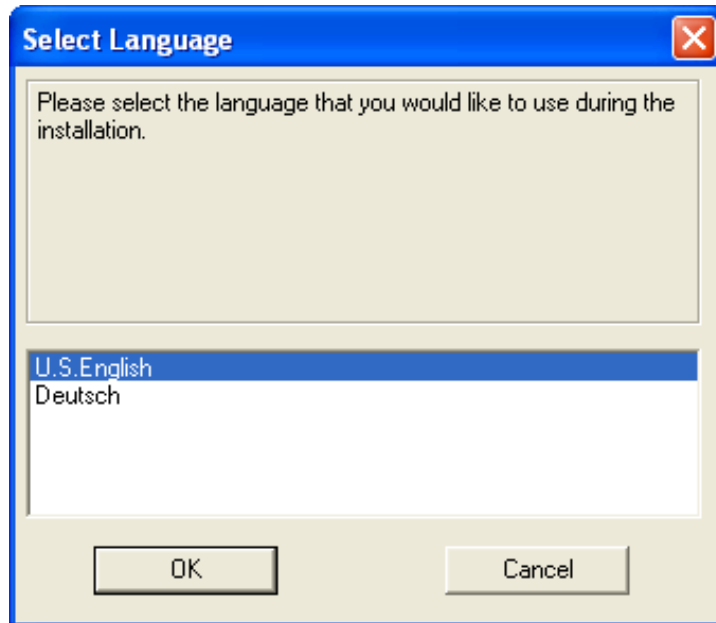 Select Language
Please select the language that you would like to use during the
installation.
U.S.English
Deutsch
OK
Cancel